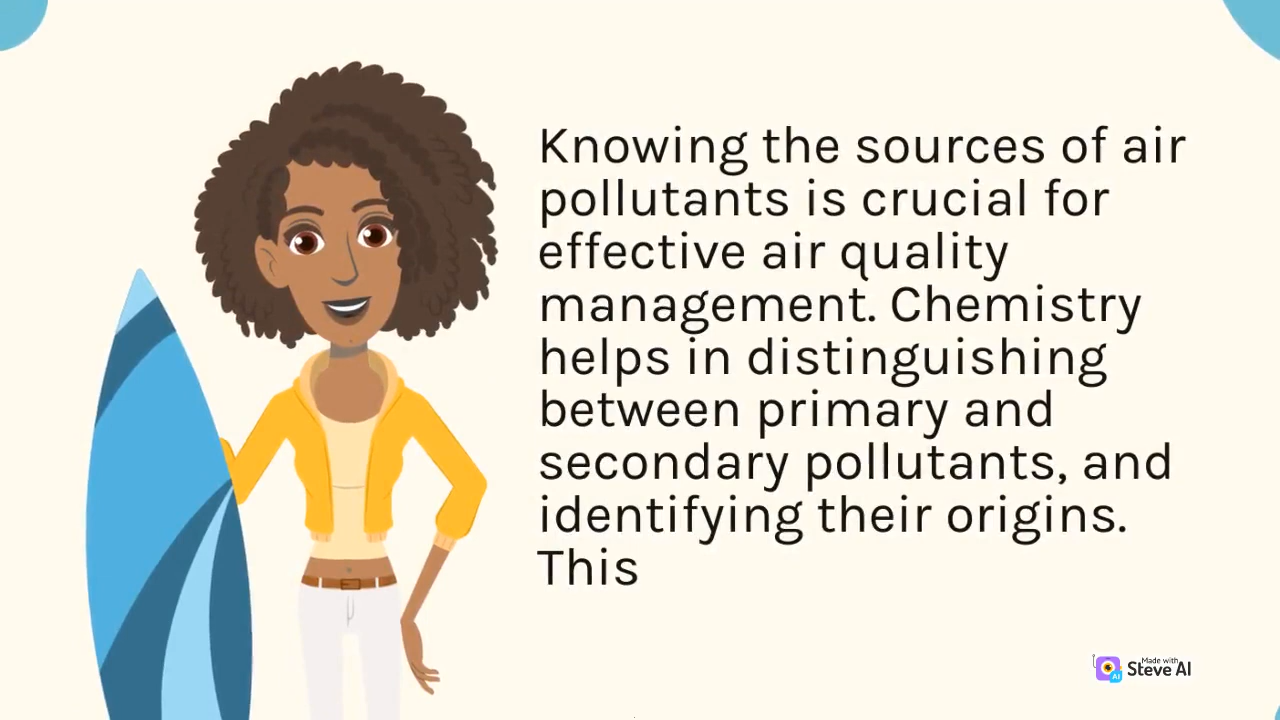 Knowing the sources of air
pollutants is crucial for
effective air quality
management. Chemistry
helps in distinguishing
between primary and
secondary pollutants, and
identifying their origins.
This
Made with
AI
Steve AI